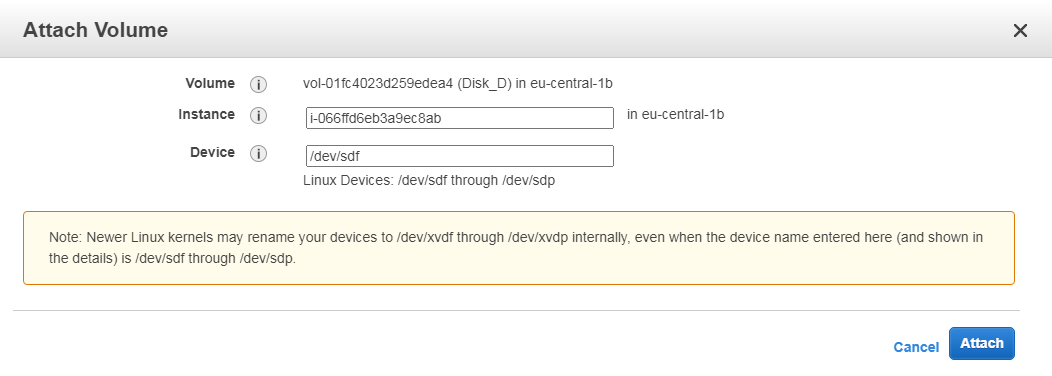 Attach Volume
Volume i vol-01fc4023d259edea4 (Disk_D) in eu-central-1b
Instance i i-066ffd6eb3a9ec8ab in eu-central-1b
Device i /dev/sdf
Linux Devices: /dev/sdf through /dev/sdp
Note: Newer Linux kernels may rename your devices to /dev/xvdf through /dev/xvdp internally, even when the device name entered here (and shown in
the details) is /dev/sdf through /dev/sdp.
Cancel Attach